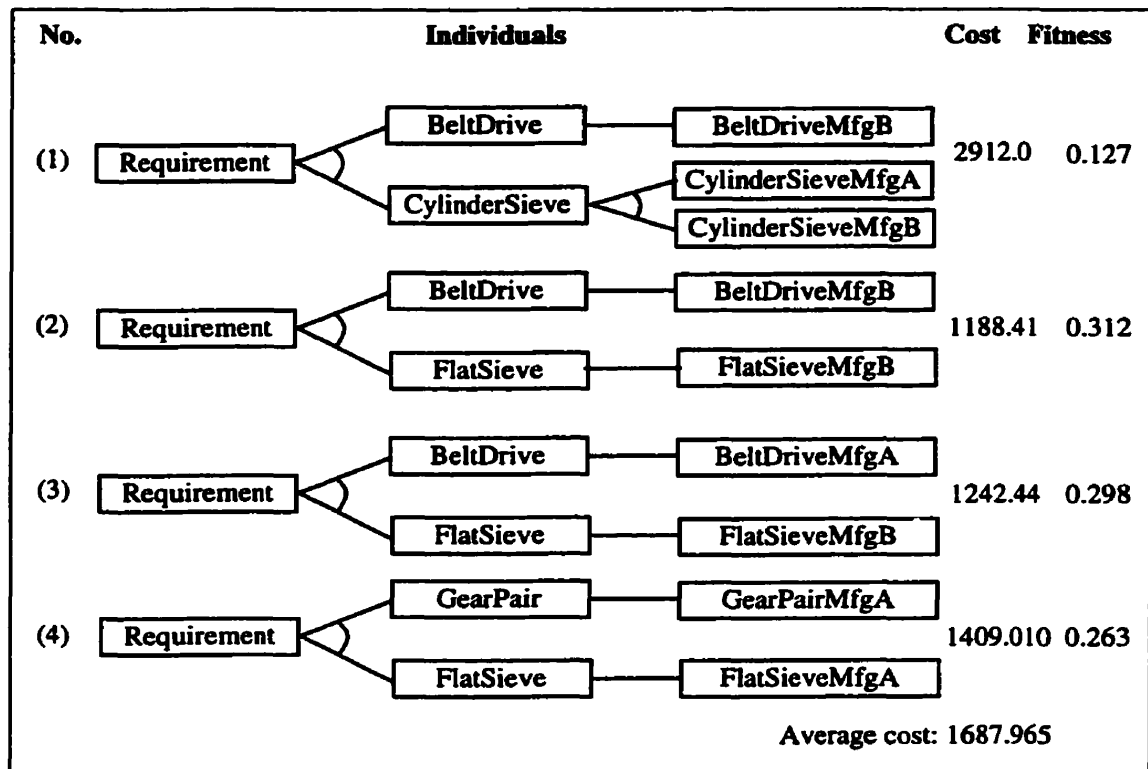 No. Individuals Cost Fitness
BeltDrive BeltDriveMfgB
(1) Requirement 2912.0 0.127
CylinderSieveMfgA
CylinderSieve
CylinderSieveMfgB
BeltDrive BeltDriveMfgB
(2) Requirement 1188.41 0.312
FlatSieve FlatSieveMfgB
BeltDrive BeltDriveMfgA
(3) Requirement 1242.44 0.298
FlatSieve FlatSieveMfgB
GearPair GearPairMfgA
(4) Requirement 1409.010 0.263
FlatSieve FlatSieveMfgA
Average cost: 1687.965